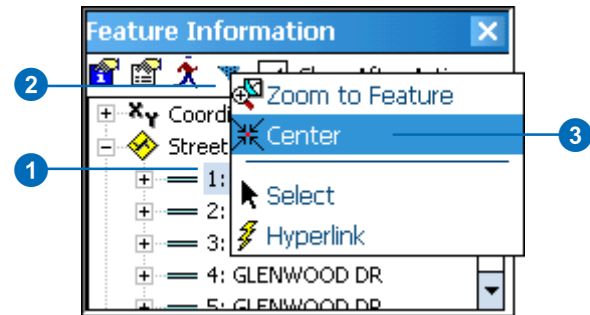 Feature Information
2
Zoom to Feature
Coordi
Center
3
Street
1
1:
Select
2:
3:
Hyperlink
4: GLENWOOD DR
5: GLENWOOD DR